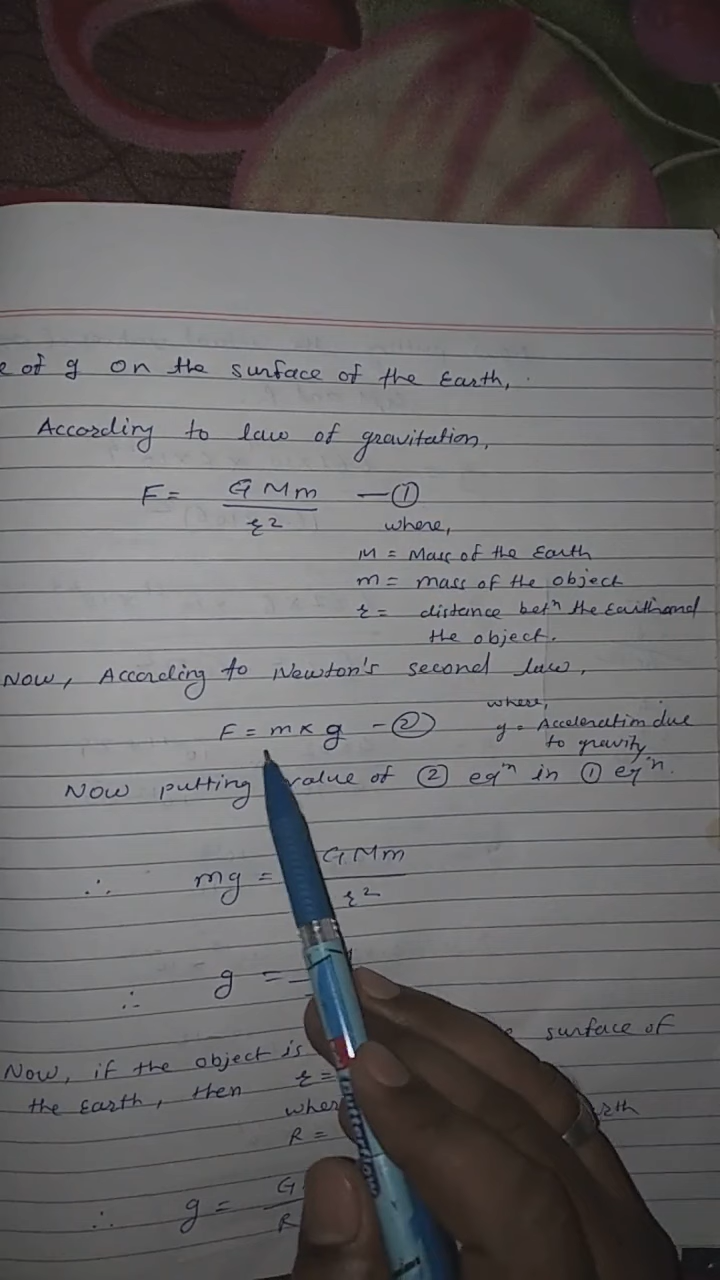 of g on the surface of the Earth,
According to law of gravitation,
F = GMm / r² — ①
where,
M = Mass of the Earth
m = mass of the object
r = distance betⁿ the Earth and
the object.
Now, According to Newton's second law,
F = m x g - ②
where,
g = Acceleration due
to gravity
Now putting value of ② eqⁿ in ① eqⁿ.
∴ mg = GMm / r²
∴ g =
Now, if the object is surface of
the Earth, then r =
R =
∴ g = G / R